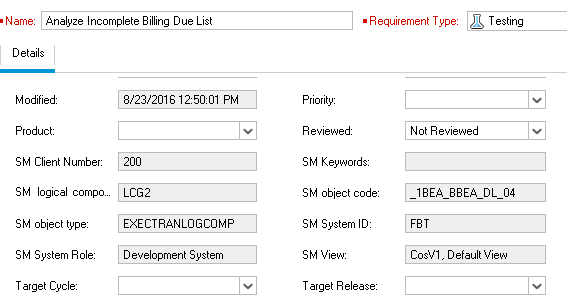 Name: Analyze Incomplete Billing Due List Requirement Type: Testing
Details
Modified: 8/23/2016 12:50:01 PM Priority:
Product: Reviewed: Not Reviewed
SM Client Number: 200 SM Keywords:
SM logical compo... LCG2 SM object code: _1BEA_BBEA_DL_04
SM object type: EXECTRANLOGCOMP SM System ID: FBT
SM System Role: Development System SM View: CosV1, Default View
Target Cycle: Target Release: